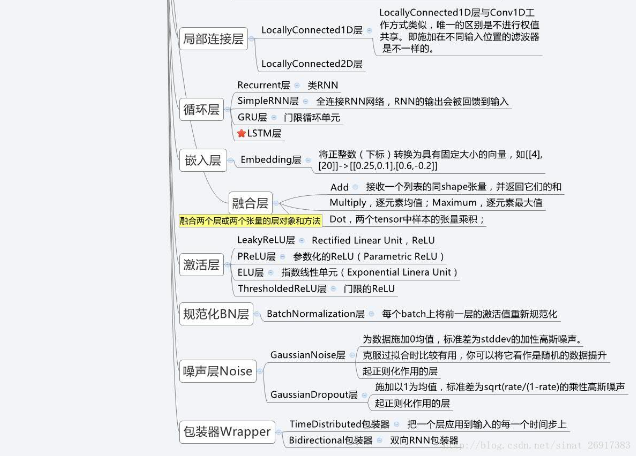 局部连接层
LocallyConnected1D层
LocallyConnected1D层与Conv1D工
作方式类似，唯一的区别是不进行权值
共享。即施加在不同输入位置的滤波器
是不一样的。
LocallyConnected2D层
循环层
Recurrent层
类RNN
SimpleRNN层
全连接RNN网络，RNN的输出会被回馈到输入
GRU层
门限循环单元
LSTM层
嵌入层
Embedding层
将正整数（下标）转换为具有固定大小的向量，如[[4],
[20]]->[[0.25,0.1],[0.6,-0.2]]
融合层
融合两个层或两个张量的层对象和方法
Add
接收一个列表的同shape张量，并返回它们的和
Multiply，逐元素均值；Maximum，逐元素最大值
Dot，两个tensor中样本的张量乘积；
激活层
LeakyReLU层
Rectified Linear Unit，ReLU
PReLU层
参数化的ReLU（Parametric ReLU）
ELU层
指数线性单元（Exponential Linera Unit）
ThresholdedReLU层
门限的ReLU
规范化BN层
BatchNormalization层
每个batch上将前一层的激活值重新规范化
噪声层Noise
GaussianNoise层
为数据施加0均值，标准差为stddev的加性高斯噪声。
克服过拟合时比较有用，你可以将它看作是随机的数据提升
起正则化作用的层
GaussianDropout层
施加以1为均值，标准差为sqrt(rate/(1-rate)的乘性高斯噪声
起正则化作用的层
包装器Wrapper
TimeDistributed包装器
把一个层应用到输入的每一个时间步上
Bidirectional包装器
双向RNN包装器
http://blog.csdn.net/sinat_26917383